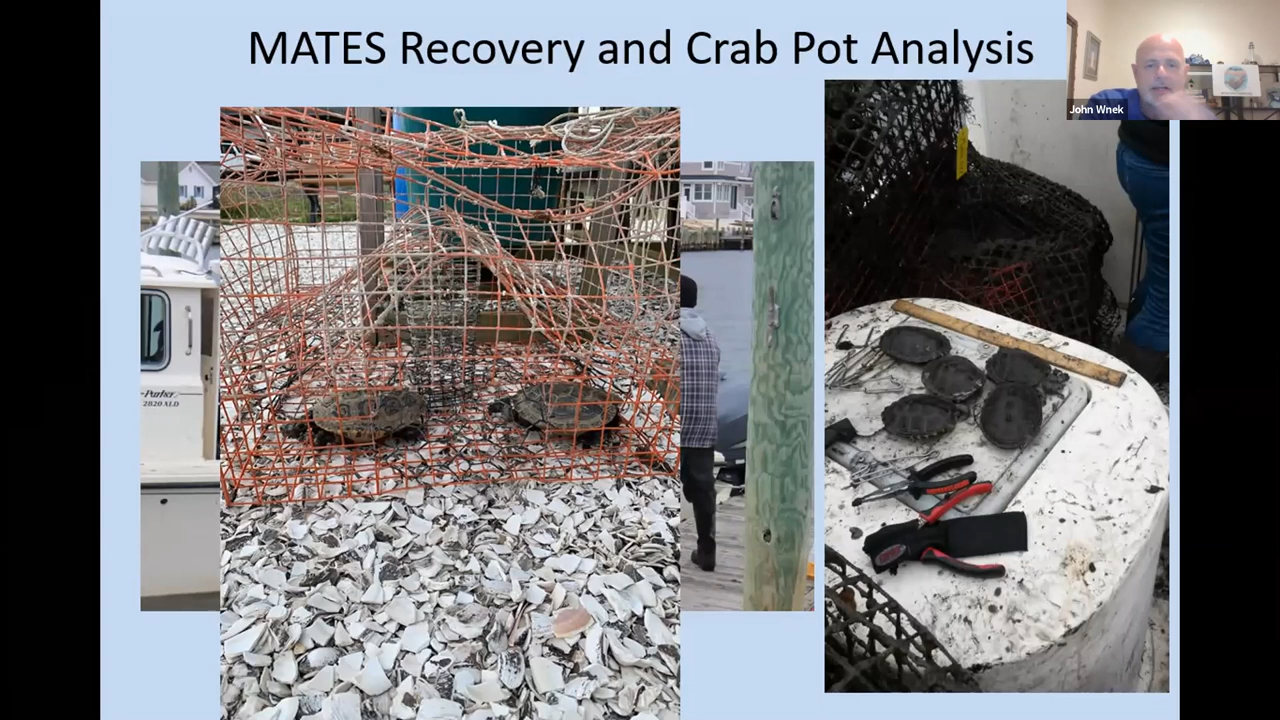 MATES Recovery and Crab Pot Analysis
John Wnek
-Parker
2820 XLD